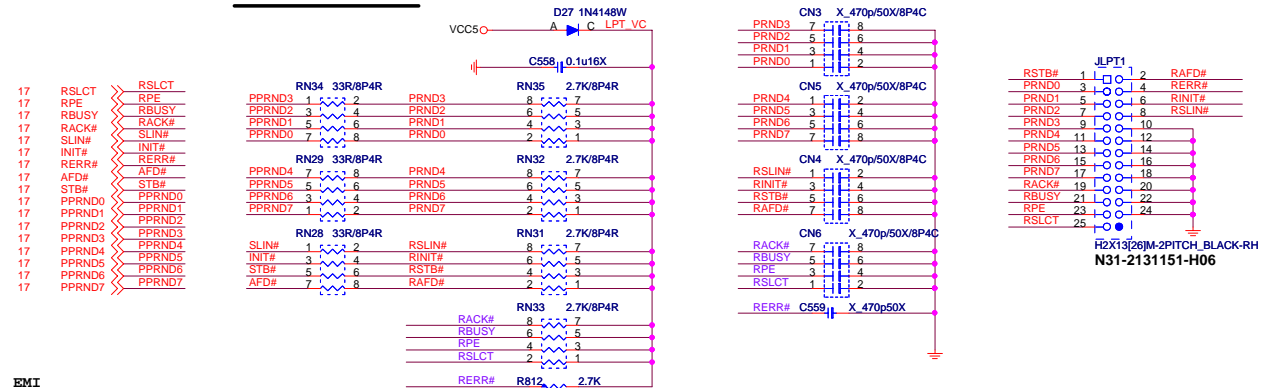 D27 1N4148W
VCC5 A C LPT_VC
C558 0.1u16X
17 RSLCT RSLCT
17 RPE RPE
17 RBUSY RBUSY
17 RACK# RACK#
17 SLIN# SLIN#
17 INIT# INIT#
17 RERR# RERR#
17 AFD# AFD#
17 STB# STB#
17 PPRND0 PPRND0
17 PPRND1 PPRND1
17 PPRND2 PPRND2
17 PPRND3 PPRND3
17 PPRND4 PPRND4
17 PPRND5 PPRND5
17 PPRND6 PPRND6
17 PPRND7 PPRND7
RN34 33R/8P4R RN35 2.7K/8P4R
PPRND3 1 2 PRND3 8 7
PPRND2 3 4 PRND2 6 5
PPRND1 5 6 PRND1 4 3
PPRND0 7 8 PRND0 2 1
RN29 33R/8P4R RN32 2.7K/8P4R
PPRND4 7 8 PRND4 8 7
PPRND5 5 6 PRND5 6 5
PPRND6 3 4 PRND6 4 3
PPRND7 1 2 PRND7 2 1
RN28 33R/8P4R RN31 2.7K/8P4R
SLIN# 1 2 RSLIN# 8 7
INIT# 3 4 RINIT# 6 5
STB# 5 6 RSTB# 4 3
AFD# 7 8 RAFD# 2 1
RN33 2.7K/8P4R
RACK# 8 7
RBUSY 6 5
RPE 4 3
RSLCT 2 1
RERR# R812 2.7K
CN3 X_470p/50X/8P4C
PRND3 7 8
PRND2 5 6
PRND1 3 4
PRND0 1 2
CN5 X_470p/50X/8P4C
PRND4 1 2
PRND5 3 4
PRND6 5 6
PRND7 7 8
CN4 X_470p/50X/8P4C
RSLIN# 1 2
RINIT# 3 4
RSTB# 5 6
RAFD# 7 8
CN6 X_470p/50X/8P4C
RACK# 7 8
RBUSY 5 6
RPE 3 4
RSLCT 1 2
RERR# C559 X_470p50X
JLPT1
RSTB# 1 2 RAFD#
PRND0 3 4 RERR#
PRND1 5 6 RINIT#
PRND2 7 8 RSLIN#
PRND3 9 10
PRND4 11 12
PRND5 13 14
PRND6 15 16
PRND7 17 18
RACK# 19 20
RBUSY 21 22
RPE 23 24
RSLCT 25
H2X13[26]M-2PITCH_BLACK-RH
N31-2131151-H06
EMI